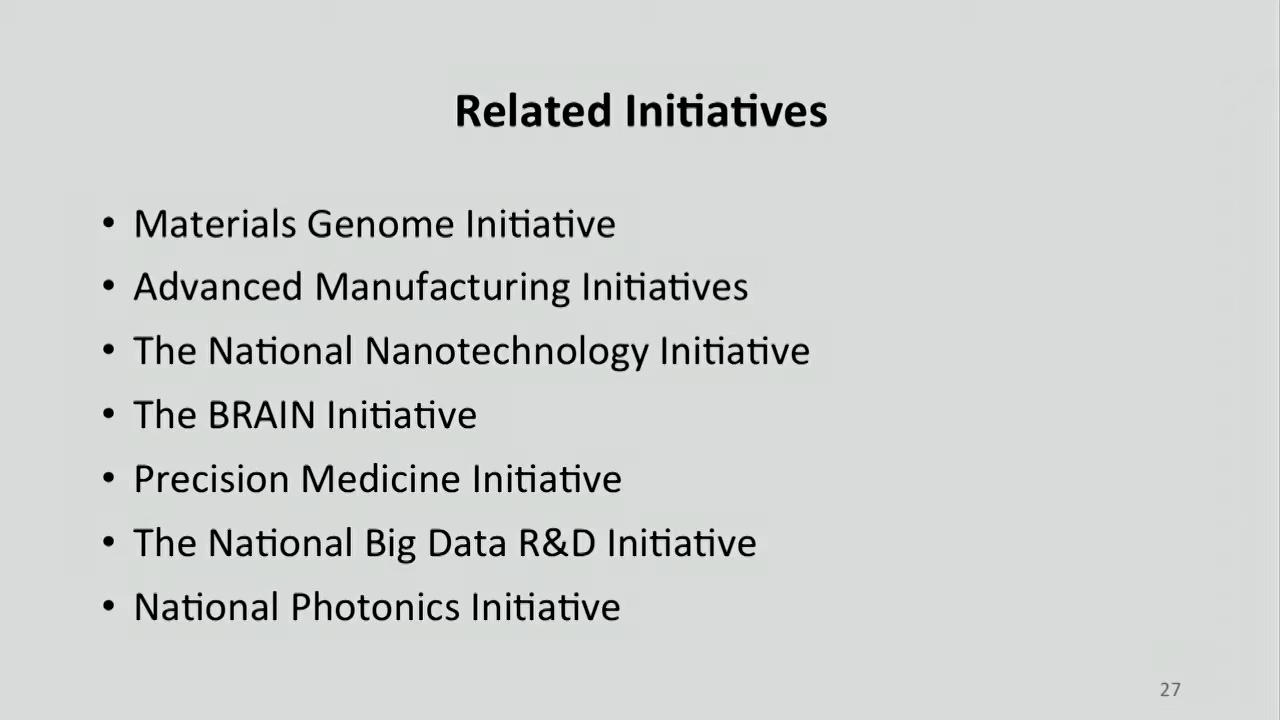 Related Initiatives
• Materials Genome Initiative
• Advanced Manufacturing Initiatives
• The National Nanotechnology Initiative
• The BRAIN Initiative
• Precision Medicine Initiative
• The National Big Data R&D Initiative
• National Photonics Initiative
27